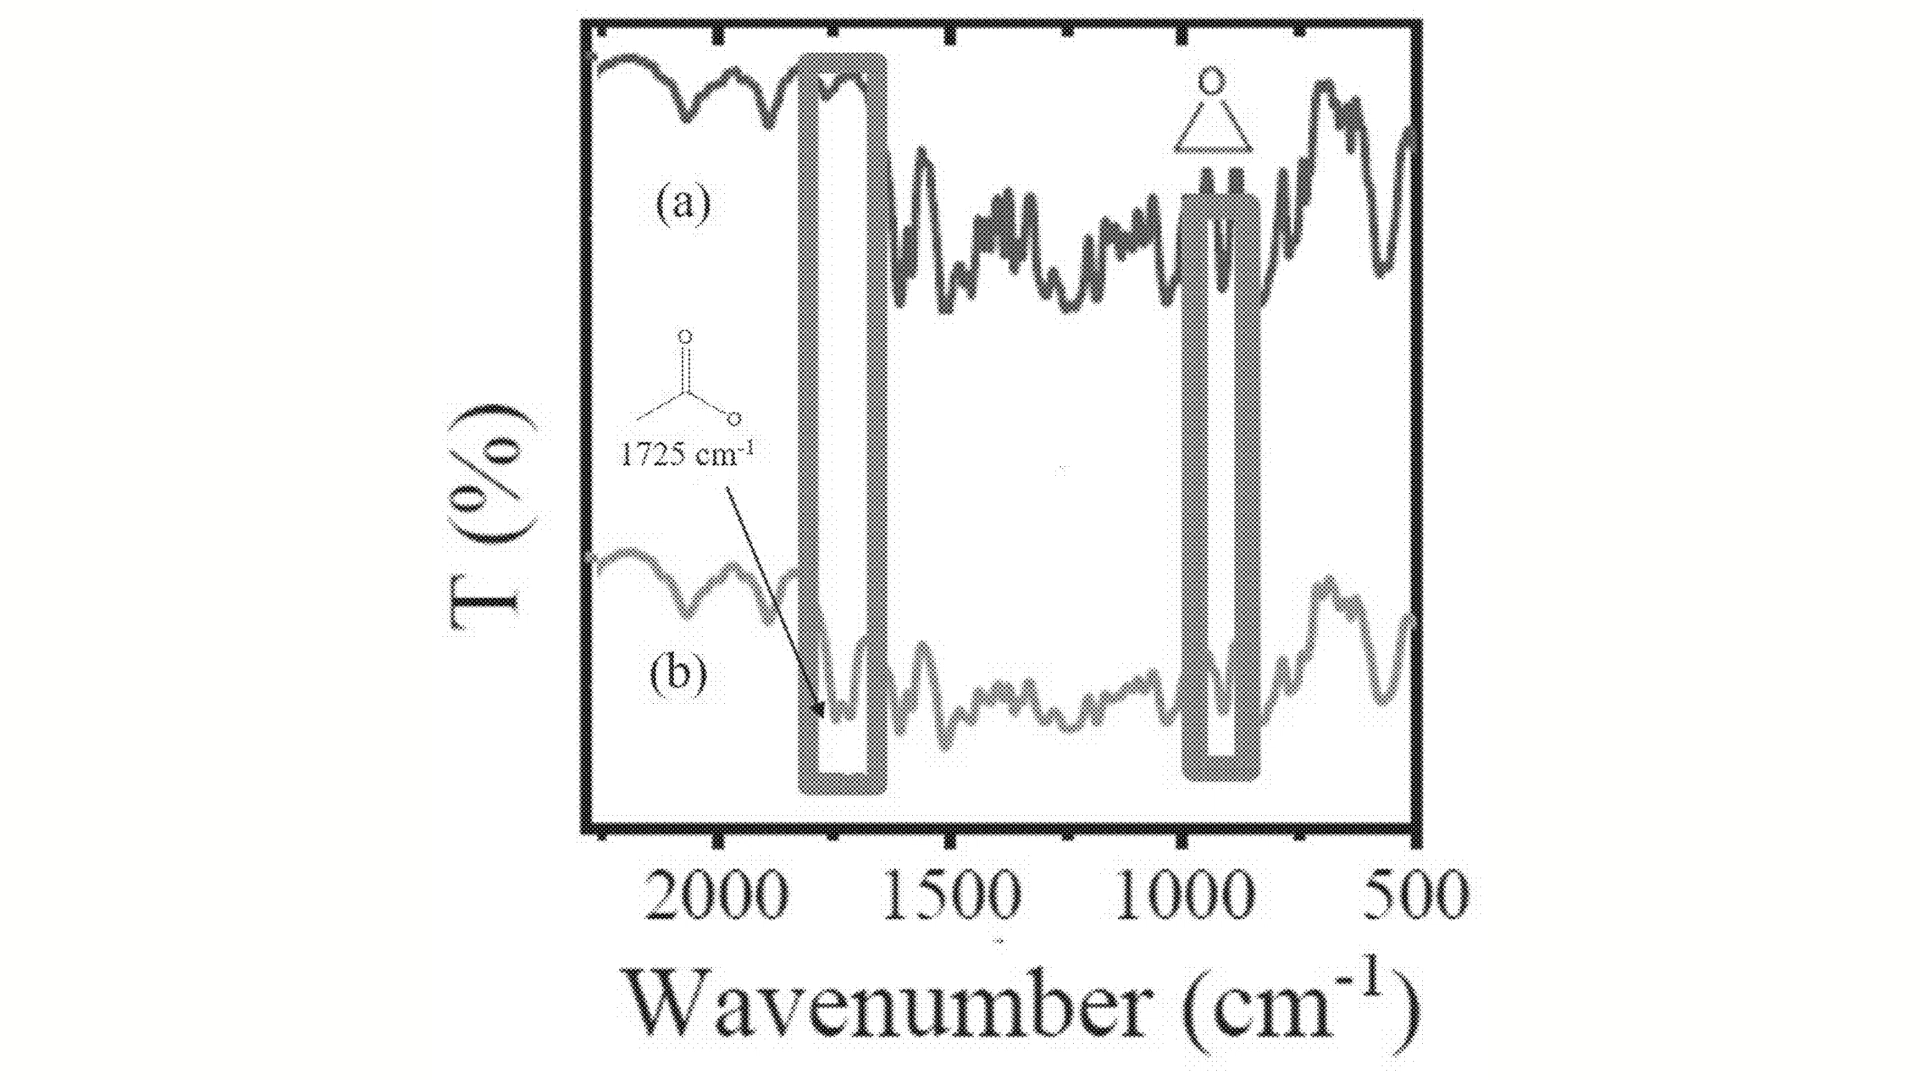 O
(a)
O
O
1725 cm⁻¹
T (%)
(b)
2000 1500 1000 500
Wavenumber (cm⁻¹)